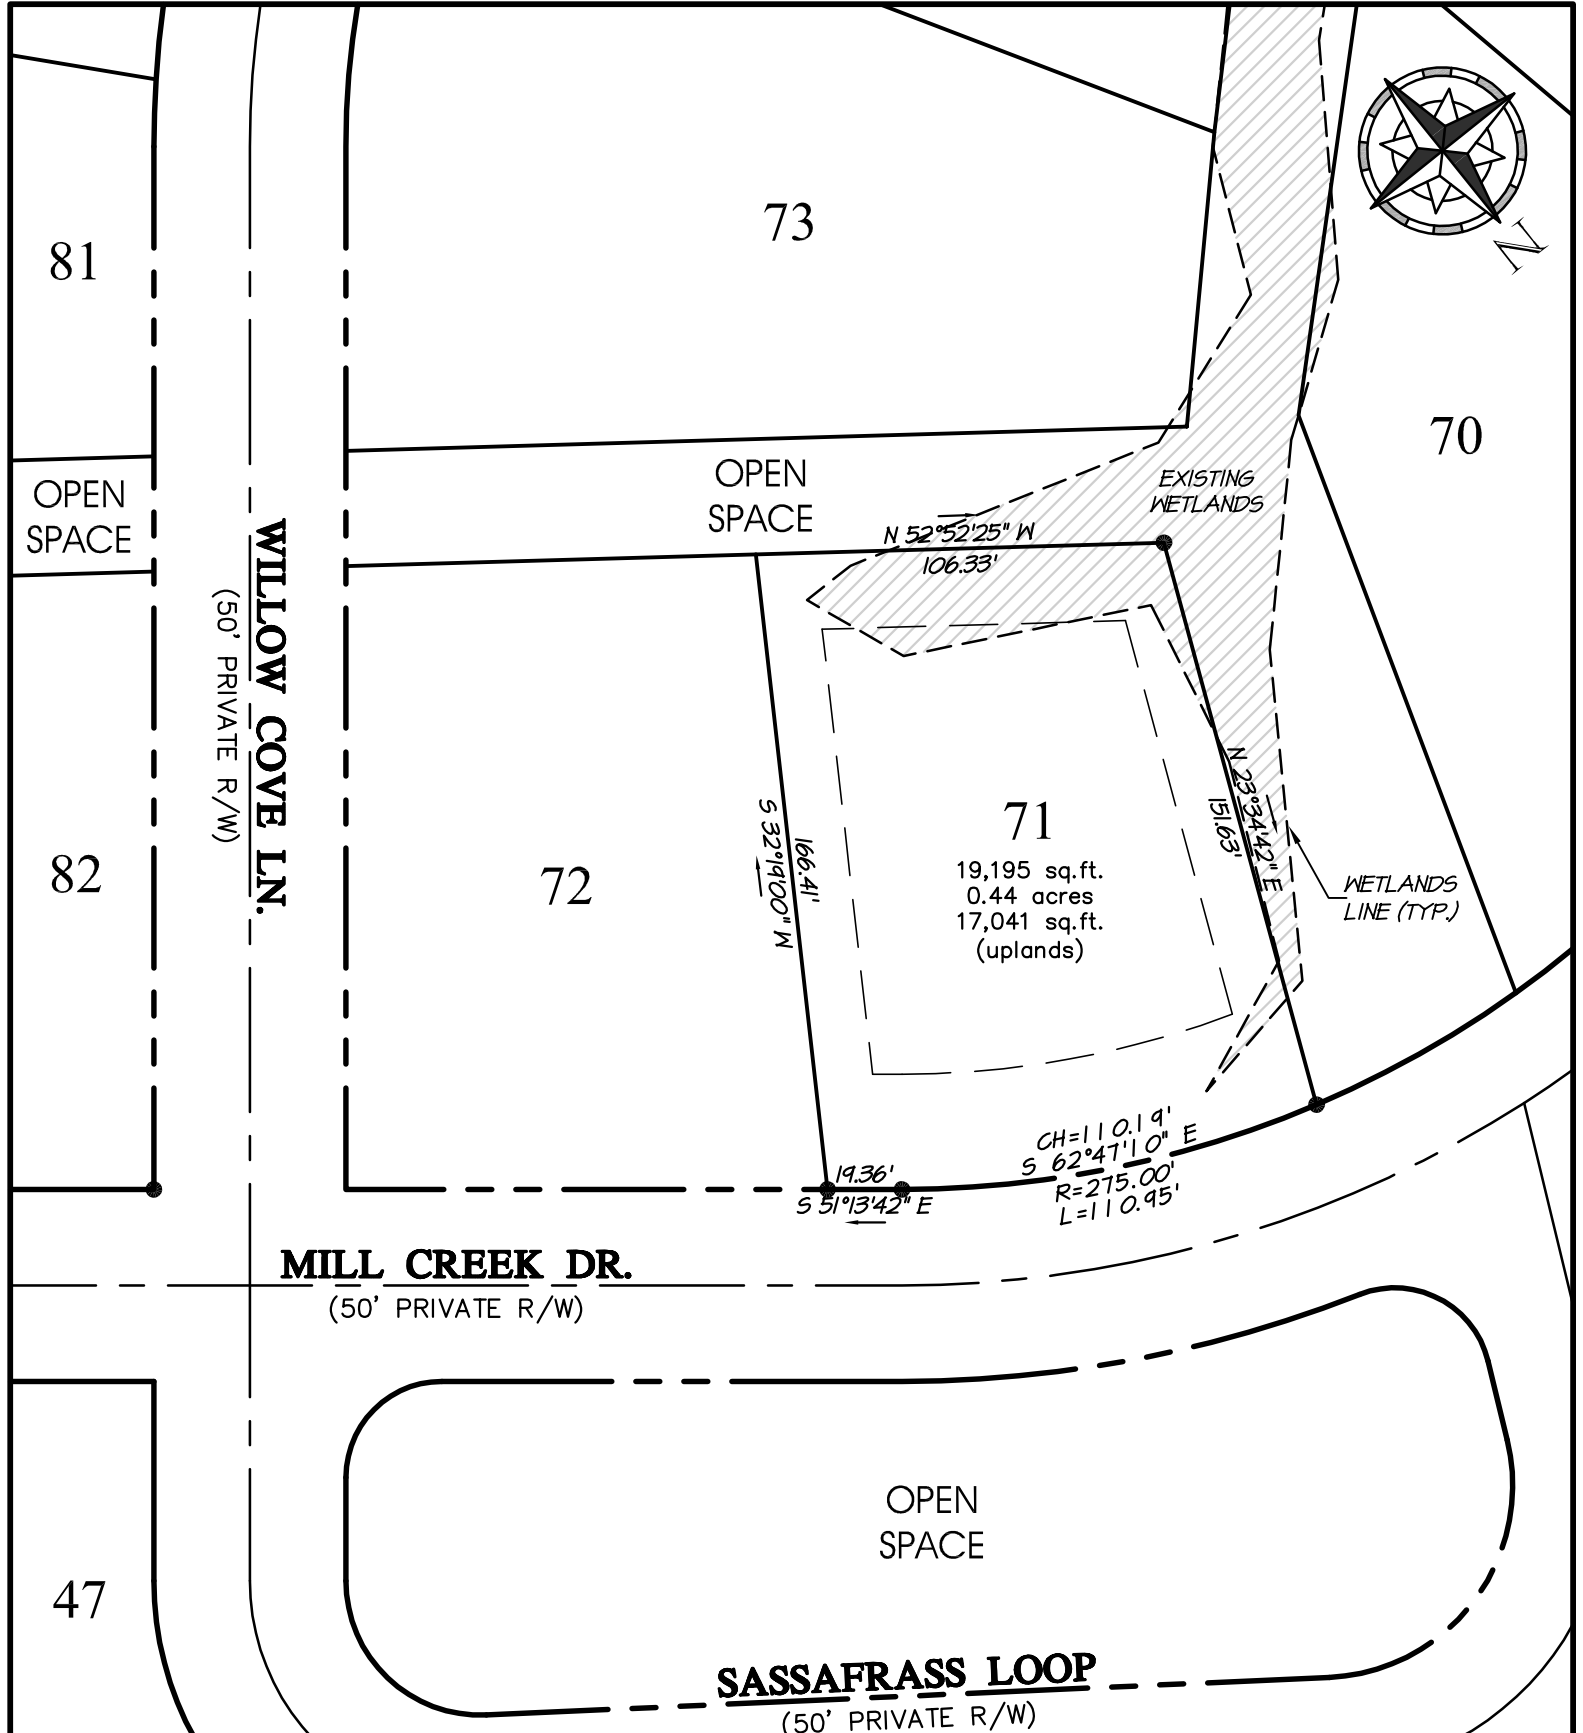 73
81
N
70
OPEN
SPACE
OPEN
SPACE
EXISTING
WETLANDS
N 52°52'25" W
106.33'
WILLOW COVE LN.
(50' PRIVATE R/W)
N 23°34'42" E
151.63'
166.41'
S 32°19'00" W
71
19,195 sq.ft.
0.44 acres
17,041 sq.ft.
(uplands)
82
72
WETLANDS
LINE (TYP.)
CH=110.19'
S 62°47'10" E
R=275.00'
L=110.95'
19.36'
S 51°13'42" E
MILL CREEK DR.
(50' PRIVATE R/W)
OPEN
SPACE
47
SASSAFRASS LOOP
(50' PRIVATE R/W)